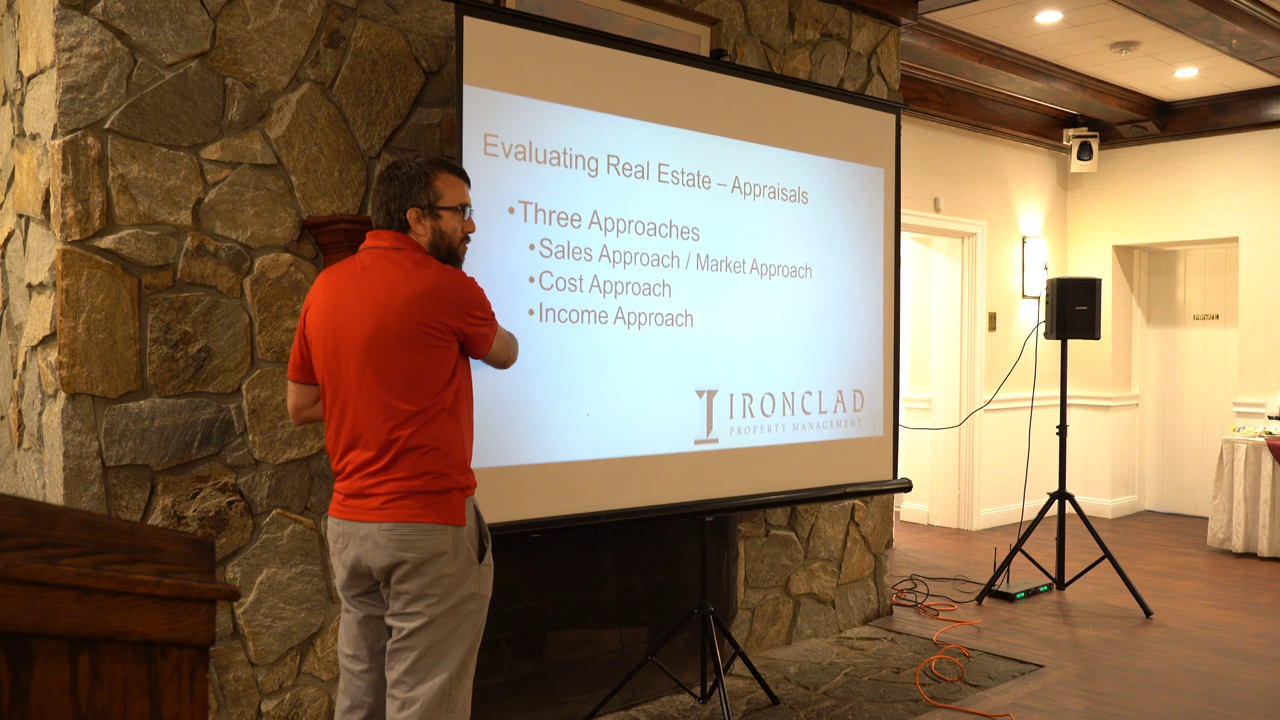 Evaluating Real Estate – Appraisals
•Three Approaches
•Sales Approach / Market Approach
•Cost Approach
•Income Approach
IRONCLAD
PROPERTY MANAGEMENT
PRIVATE